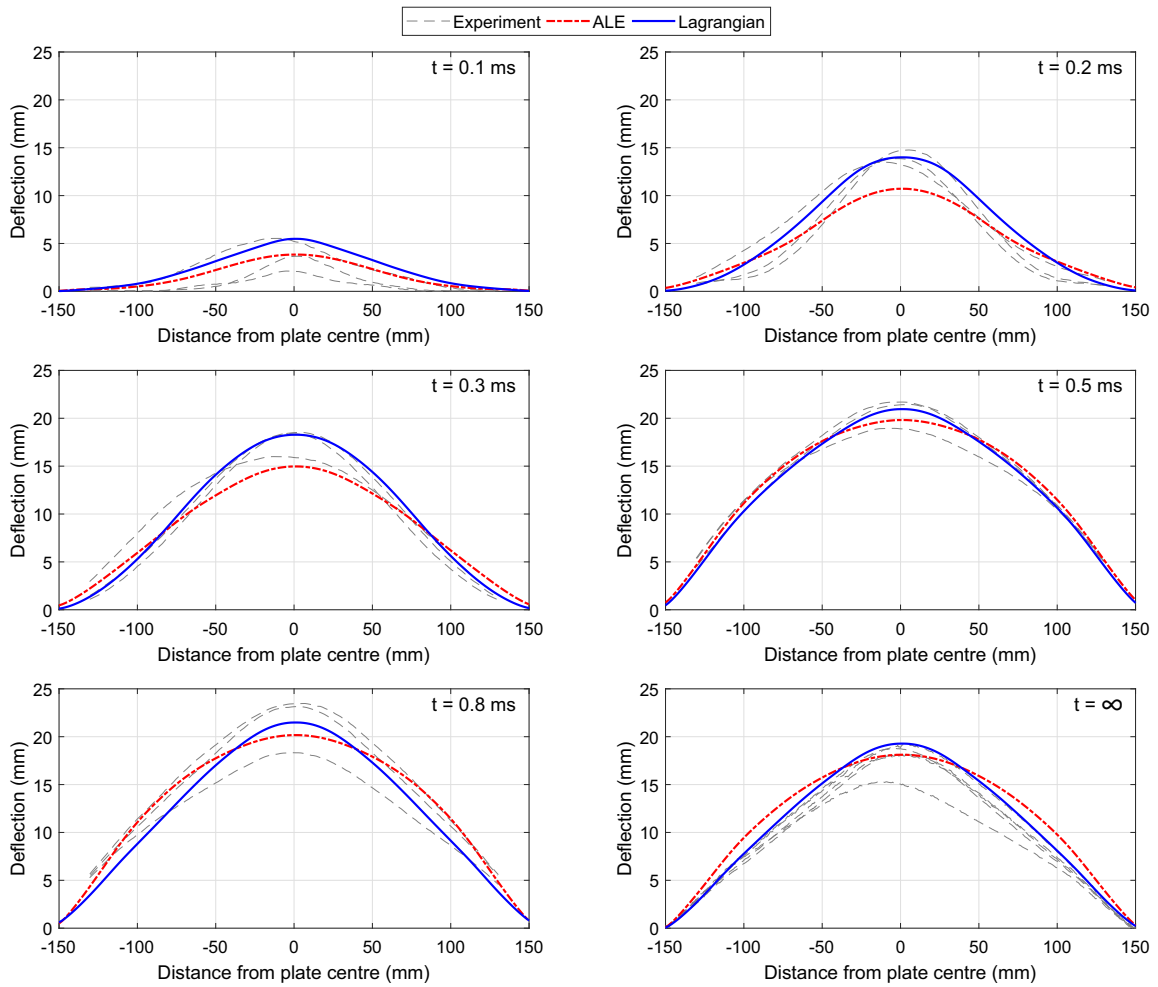 Experiment ALE Lagrangian
t = 0.1 ms
25
20
15
10
5
0
Deflection (mm)
-150 -100 -50 0 50 100 150
Distance from plate centre (mm)
t = 0.2 ms
25
20
15
10
5
0
Deflection (mm)
-150 -100 -50 0 50 100 150
Distance from plate centre (mm)
t = 0.3 ms
25
20
15
10
5
0
Deflection (mm)
-150 -100 -50 0 50 100 150
Distance from plate centre (mm)
t = 0.5 ms
25
20
15
10
5
0
Deflection (mm)
-150 -100 -50 0 50 100 150
Distance from plate centre (mm)
t = 0.8 ms
25
20
15
10
5
0
Deflection (mm)
-150 -100 -50 0 50 100 150
Distance from plate centre (mm)
t = ∞
25
20
15
10
5
0
Deflection (mm)
-150 -100 -50 0 50 100 150
Distance from plate centre (mm)